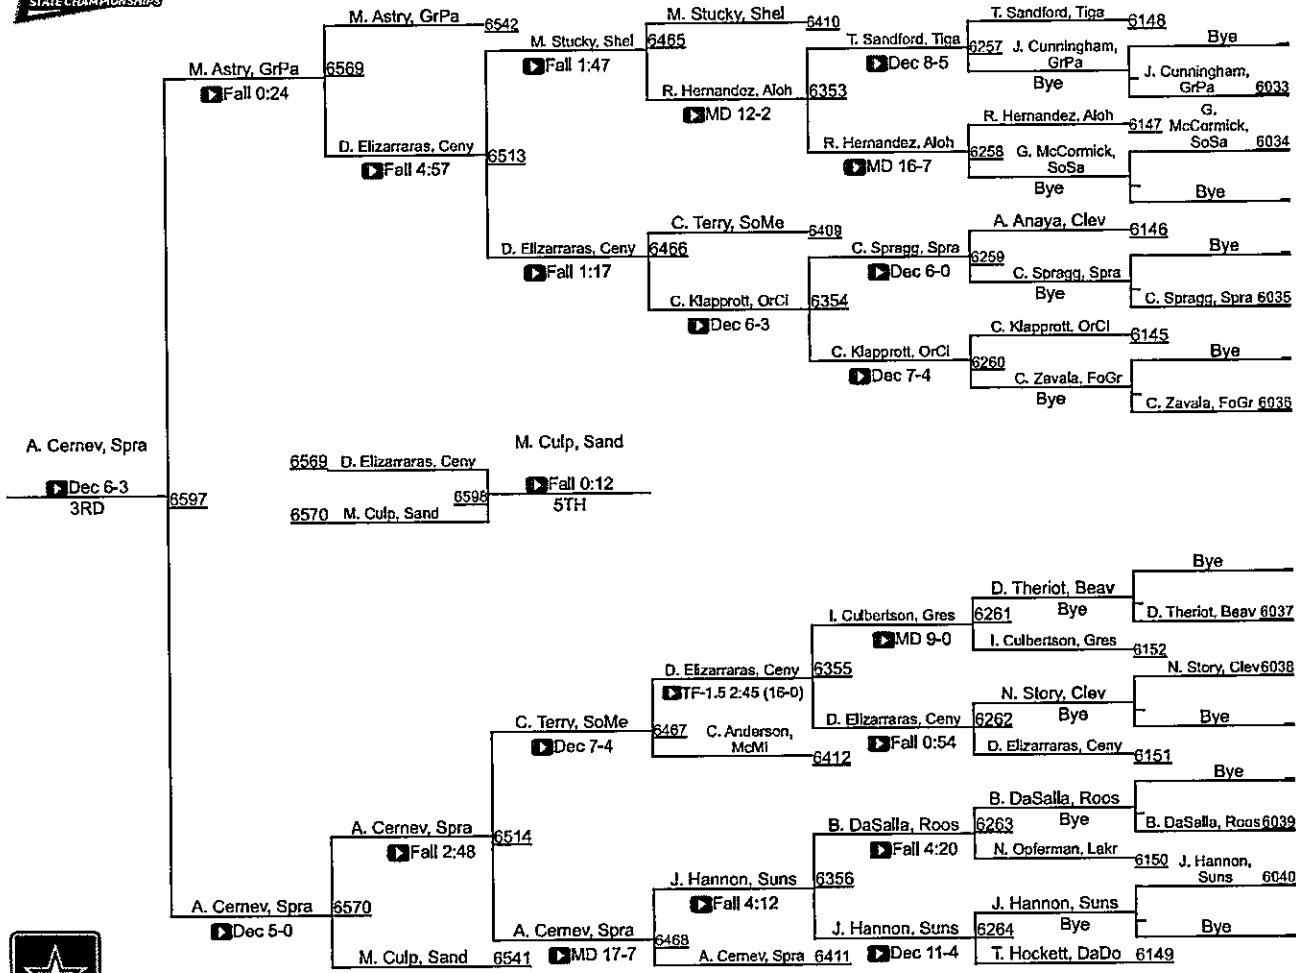 STATE CHAMPIONSHIPS
M. Astry, GrPa 6542
M. Stucky, Shel 6410
T. Sandford, Tiga 6148
Bye
M. Stucky, Shel 6465
Fall 1:47
T. Sandford, Tiga 6257
Dec 8-5
J. Cunningham, GrPa
Bye
J. Cunningham, GrPa 6033
M. Astry, GrPa 6569
Fall 0:24
R. Hernandez, Aloh 6353
MD 12-2
R. Hernandez, Aloh 6147
G. McCormick, SoSa 6034
D. Elizarraras, Ceny 6513
Fall 4:57
R. Hernandez, Aloh 6258
MD 16-7
G. McCormick, SoSa
Bye
Bye
C. Terry, SoMe 6409
A. Anaya, Clev 6146
Bye
D. Elizarraras, Ceny 6466
Fall 1:17
C. Spragg, Spra 6259
Dec 6-0
C. Spragg, Spra
Bye
C. Spragg, Spra 6035
C. Klapprott, OrCl 6354
Dec 6-3
C. Klapprott, OrCl 6145
Bye
C. Klapprott, OrCl 6260
Dec 7-4
C. Zavala, FoGr
Bye
C. Zavala, FoGr 6036
A. Cernev, Spra
Dec 6-3
3RD
6597
6569 D. Elizarraras, Ceny
6570 M. Culp, Sand
6598
M. Culp, Sand
Fall 0:12
5TH
Bye
D. Theriot, Beav
Bye
D. Theriot, Beav 6037
I. Culbertson, Gres 6261
MD 9-0
I. Culbertson, Gres 6152
D. Elizarraras, Ceny 6355
TF-1.5 2:45 (16-0)
N. Story, Clev 6038
N. Story, Clev
Bye
Bye
C. Terry, SoMe 6467
Dec 7-4
C. Anderson, McMi 6412
D. Elizarraras, Ceny 6262
Fall 0:54
D. Elizarraras, Ceny 6151
Bye
B. DaSalla, Roos
Bye
B. DaSalla, Roos 6039
A. Cernev, Spra 6514
Fall 2:48
B. DaSalla, Roos 6263
Fall 4:20
N. Opferman, Lakr 6150
J. Hannon, Suns 6040
J. Hannon, Suns 6356
Fall 4:12
J. Hannon, Suns
Bye
Bye
A. Cernev, Spra 6570
Dec 5-0
A. Cernev, Spra 6468
MD 17-7
J. Hannon, Suns 6264
Dec 11-4
M. Culp, Sand 6541
A. Cernev, Spra 6411
T. Hockett, DaDo 6149